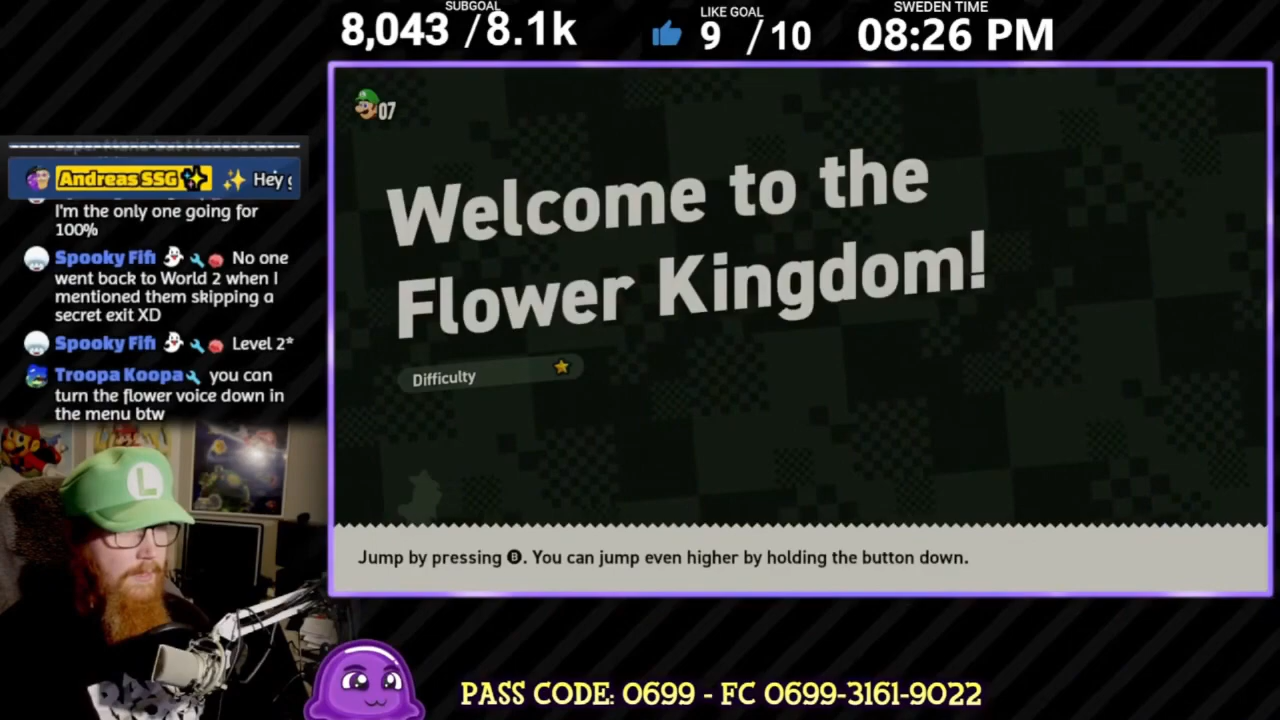 SUBGOAL
8,043 /8.1k
LIKE GOAL
9 / 10
SWEDEN TIME
08:26 PM
07
Welcome to the
Flower Kingdom!
Difficulty
Jump by pressing B. You can jump even higher by holding the button down.
Andreas SSG Hey
I'm the only one going for
100%
Spooky Fifi No one
went back to World 2 when I
mentioned them skipping a
secret exit XD
Spooky Fifi Level 2*
Troopa Koopa you can
turn the flower voice down in
the menu btw
L
PASS CODE: 0699 - FC 0699-3161-9022